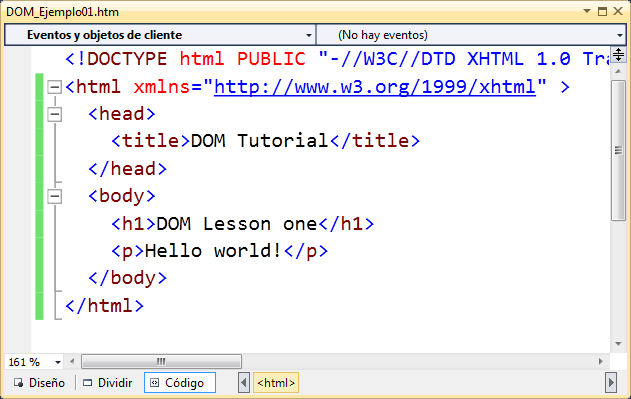 DOM_Ejemplo01.htm
Eventos y objetos de cliente (No hay eventos)
<!DOCTYPE html PUBLIC "-//W3C//DTD XHTML 1.0 Tra
<html xmlns="http://www.w3.org/1999/xhtml" >
<head>
<title>DOM Tutorial</title>
</head>
<body>
<h1>DOM Lesson one</h1>
<p>Hello world!</p>
</body>
</html>
161 %
Diseño Dividir Código <html>